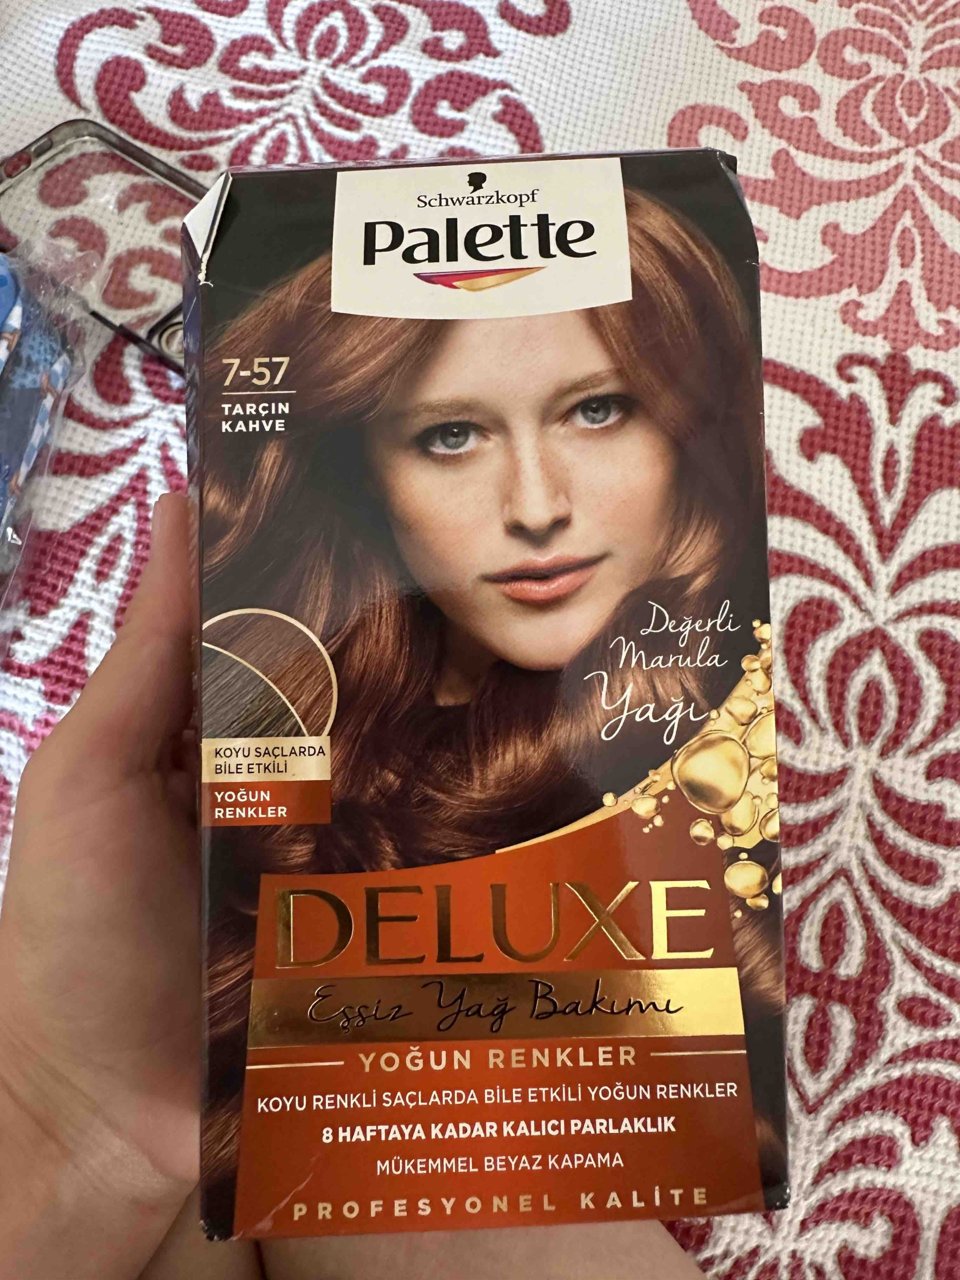 Schwarzkopf
Palette
7-57
TARÇIN
KAHVE
Değerli
Marula
Yağı
KOYU SAÇLARDA
BİLE ETKİLİ
YOĞUN
RENKLER
DELUXE
Eşsiz Yağ Bakımı
YOĞUN RENKLER
KOYU RENKLİ SAÇLARDA BİLE ETKİLİ YOĞUN RENKLER
8 HAFTAYA KADAR KALICI PARLAKLIK
MÜKEMMEL BEYAZ KAPAMA
PROFESYONEL KALİTE